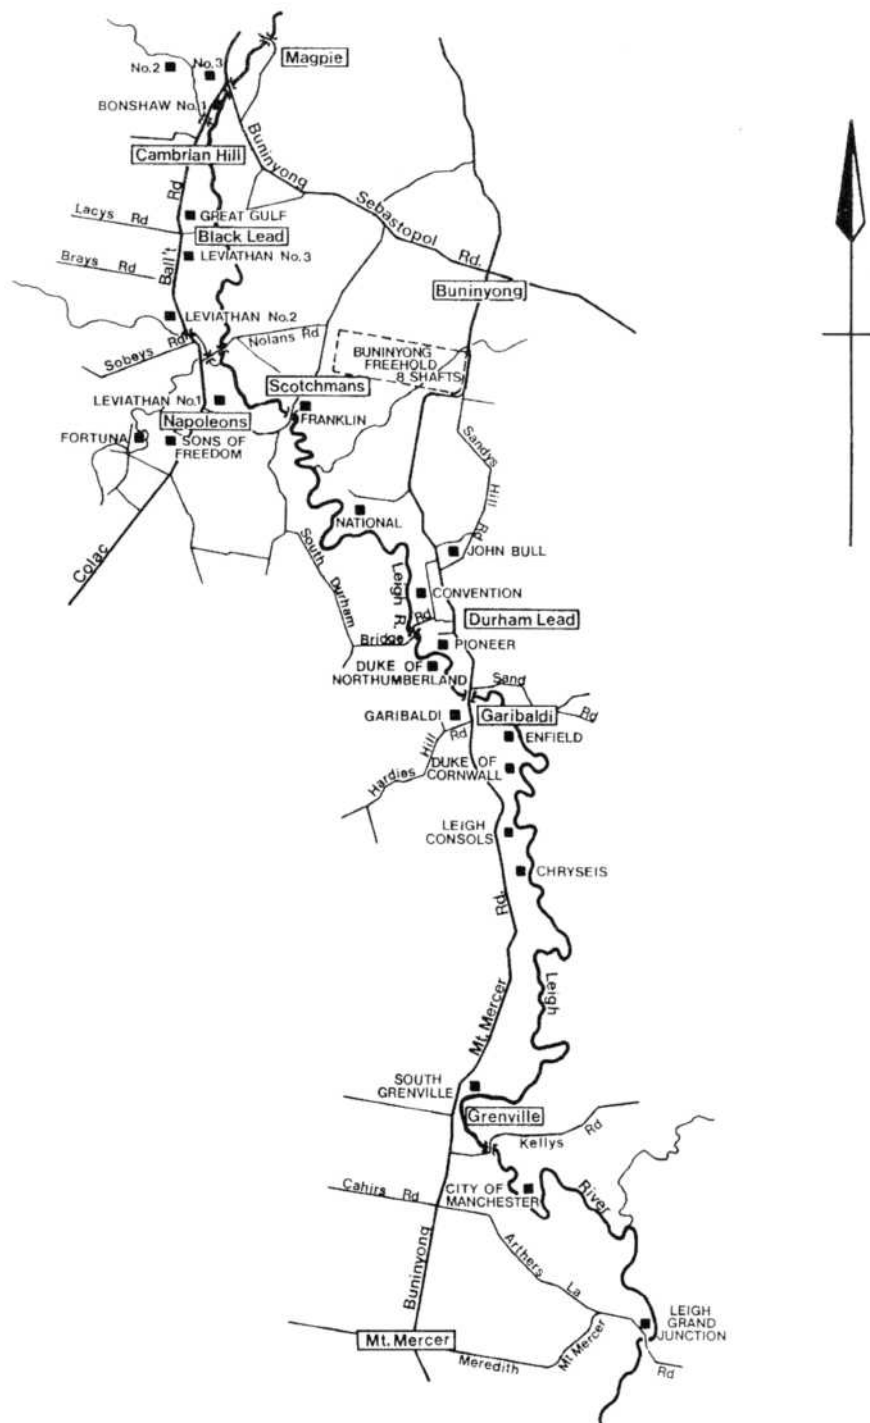 Magpie
No.2
No.3
BONSHAW No.1
Buninyong
Cambrian Hill
Rd
Sebastopol
Lacys Rd
GREAT GULF
Black Lead
Rd.
Brays Rd
Ball't
LEVIATHAN No.3
Buninyong
LEVIATHAN No.2
Nolans Rd
Sobeys Rd
BUNINYONG
FREEHOLD
8 SHAFTS
Scotchmans
LEVIATHAN No.1
FRANKLIN
Napoleons
FORTUNA
SONS OF
FREEDOM
Sandys
Hill
Rd
NATIONAL
South
Durham
Bridge
Rd
Colac
JOHN BULL
Leigh R.
CONVENTION
Durham Lead
PIONEER
DUKE OF
NORTHUMBERLAND
Sand
Rd
GARIBALDI
Garibaldi
ENFIELD
Hardies
Hill
Rd
DUKE OF
CORNWALL
LEIGH
CONSOLS
CHRYSEIS
Rd.
Leigh
Mt. Mercer
SOUTH
GRENVILLE
Grenville
Kellys Rd
Cahirs Rd
CITY OF
MANCHESTER
River
Arthers
La
Buninyong
LEIGH
GRAND
JUNCTION
Mt. Mercer
Meredith
Mt Mercer
Rd